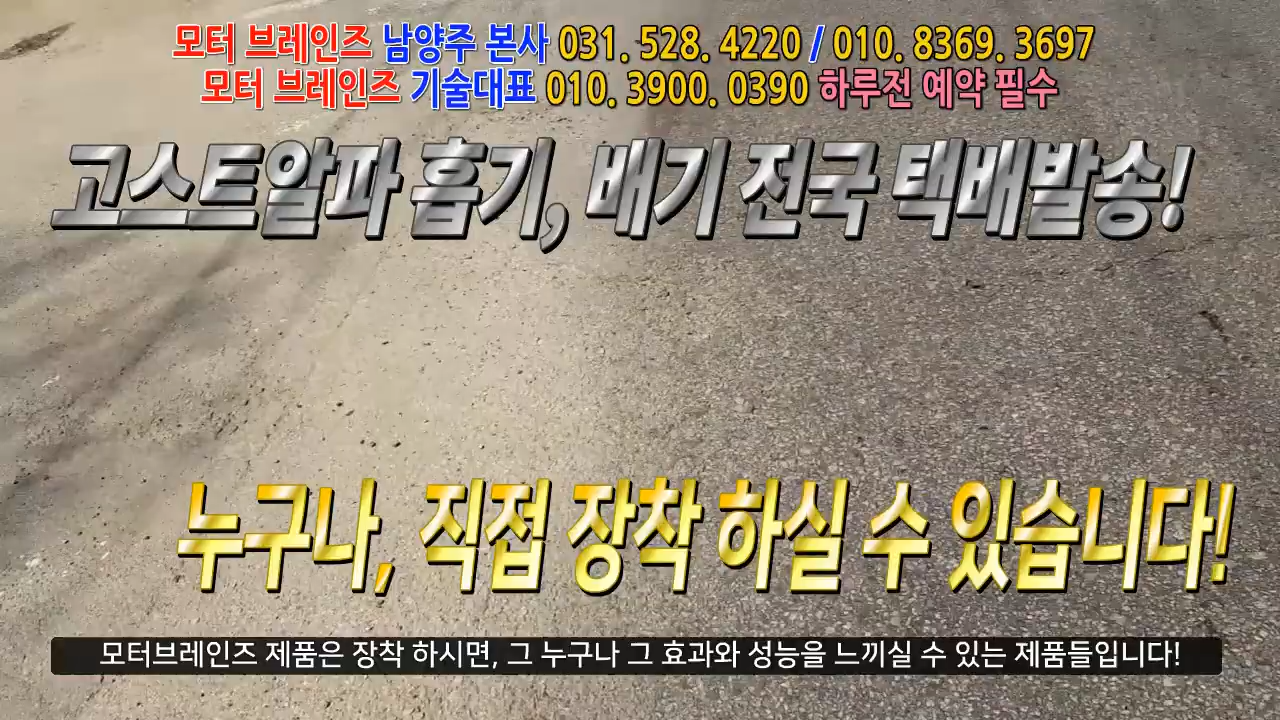 모터 브레인즈 남양주 본사 031. 528. 4220 / 010. 8369. 3697
모터 브레인즈 기술대표 010. 3900. 0390 하루전 예약 필수
고스트알파 흡기, 배기 전국 택배발송!
누구나, 직접 장착 하실 수 있습니다!
모터브레인즈 제품은 장착 하시면, 그 누구나 그 효과와 성능을 느끼실 수 있는 제품들입니다!